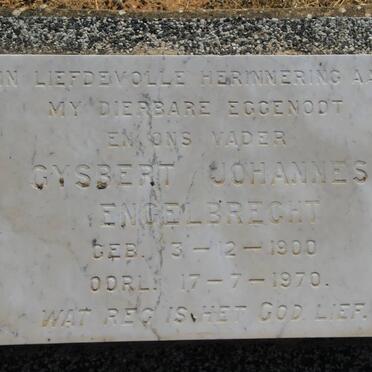 IN LIEFDEVOLLE HERINNERING AAN
MY DIERBARE EGGENOOT
EN ONS VADER
GYSBERT JOHANNES
ENGELBRECHT
GEB. 3-12-1900
OORL. 17-7-1970.
WAT REG IS HET GOD LIEF.